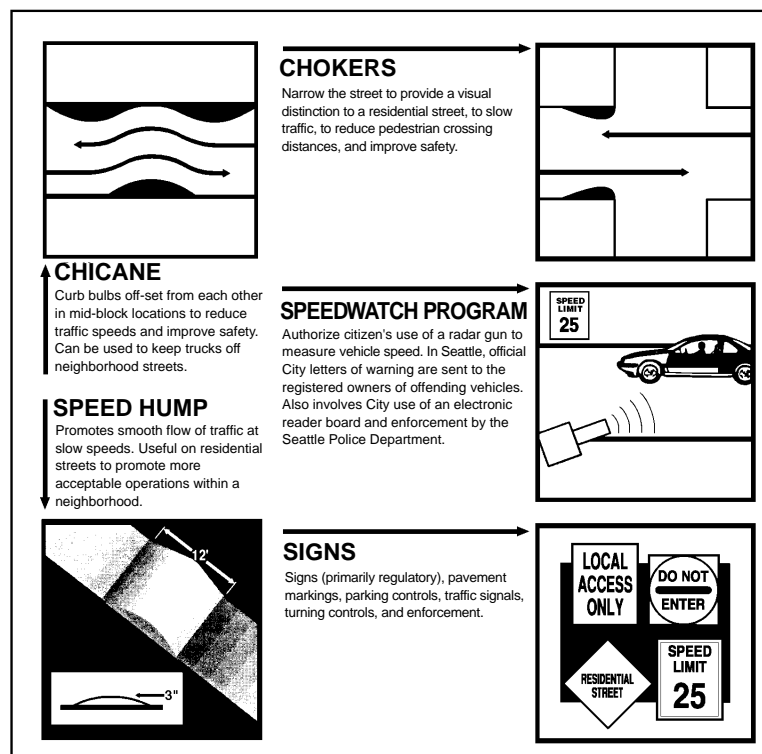 CHICANE
Curb bulbs off-set from each other
in mid-block locations to reduce
traffic speeds and improve safety.
Can be used to keep trucks off
neighborhood streets.
SPEED HUMP
Promotes smooth flow of traffic at
slow speeds. Useful on residential
streets to promote more
acceptable operations within a
neighborhood.
12'
3"
CHOKERS
Narrow the street to provide a visual
distinction to a residential street, to slow
traffic, to reduce pedestrian crossing
distances, and improve safety.
SPEEDWATCH PROGRAM
Authorize citizen's use of a radar gun to
measure vehicle speed. In Seattle, official
City letters of warning are sent to the
registered owners of offending vehicles.
Also involves City use of an electronic
reader board and enforcement by the
Seattle Police Department.
SPEED
LIMIT
25
SIGNS
Signs (primarily regulatory), pavement
markings, parking controls, traffic signals,
turning controls, and enforcement.
LOCAL
ACCESS
ONLY
DO NOT
ENTER
RESIDENTIAL
STREET
SPEED
LIMIT
25